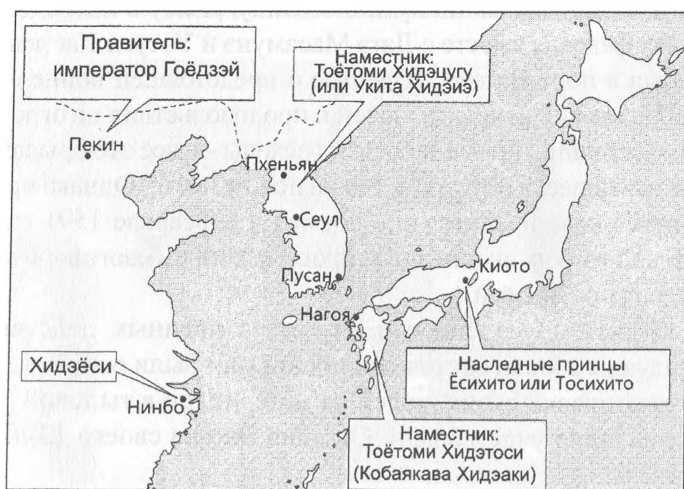 Правитель:
император Гоёдзэй
Наместник:
Тоётоми Хидэцугу
(или Укита Хидэиэ)
Пекин
Пхеньян
Сеул
Пусан
Киото
Нагоя
Хидэёси
Нинбо
Наследные принцы
Ёсихито или Тосихито
Наместник:
Тоётоми Хидэтоси
(Кобаякава Хидэаки)